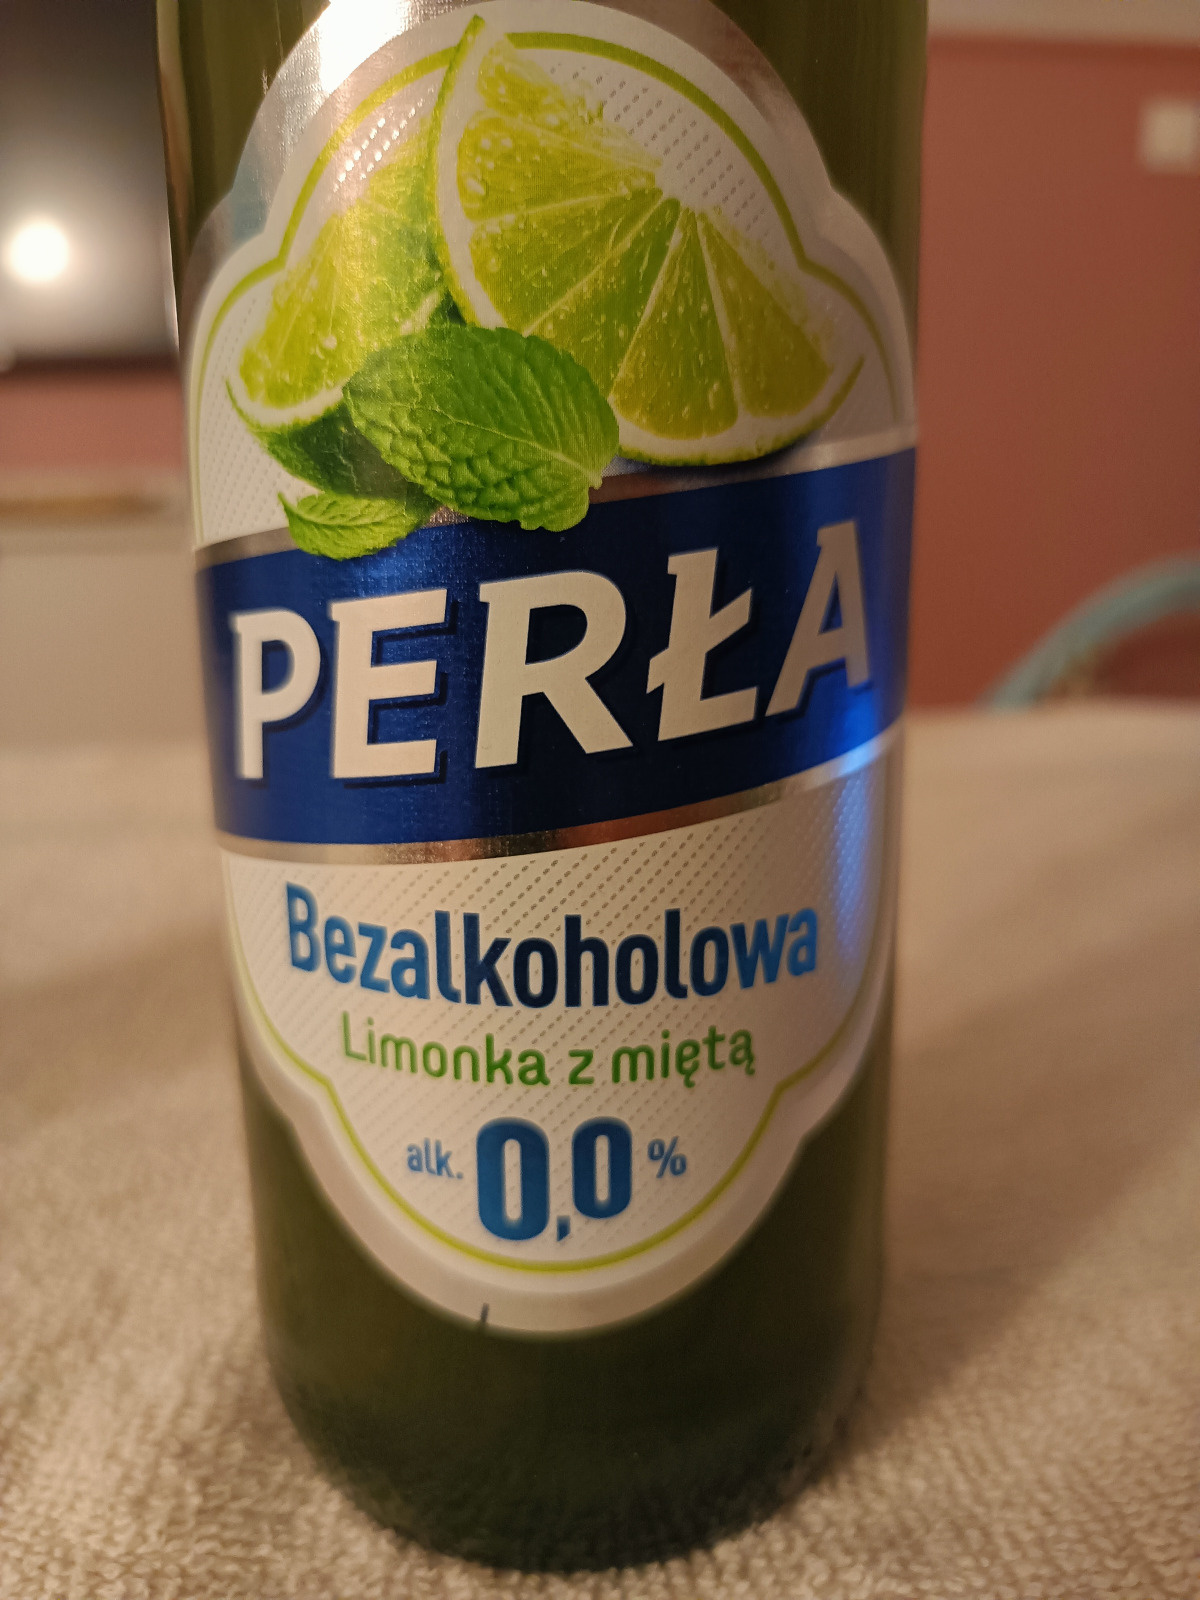 PERŁA
Bezalkoholowa
Limonka z miętą
alk. 0,0 %